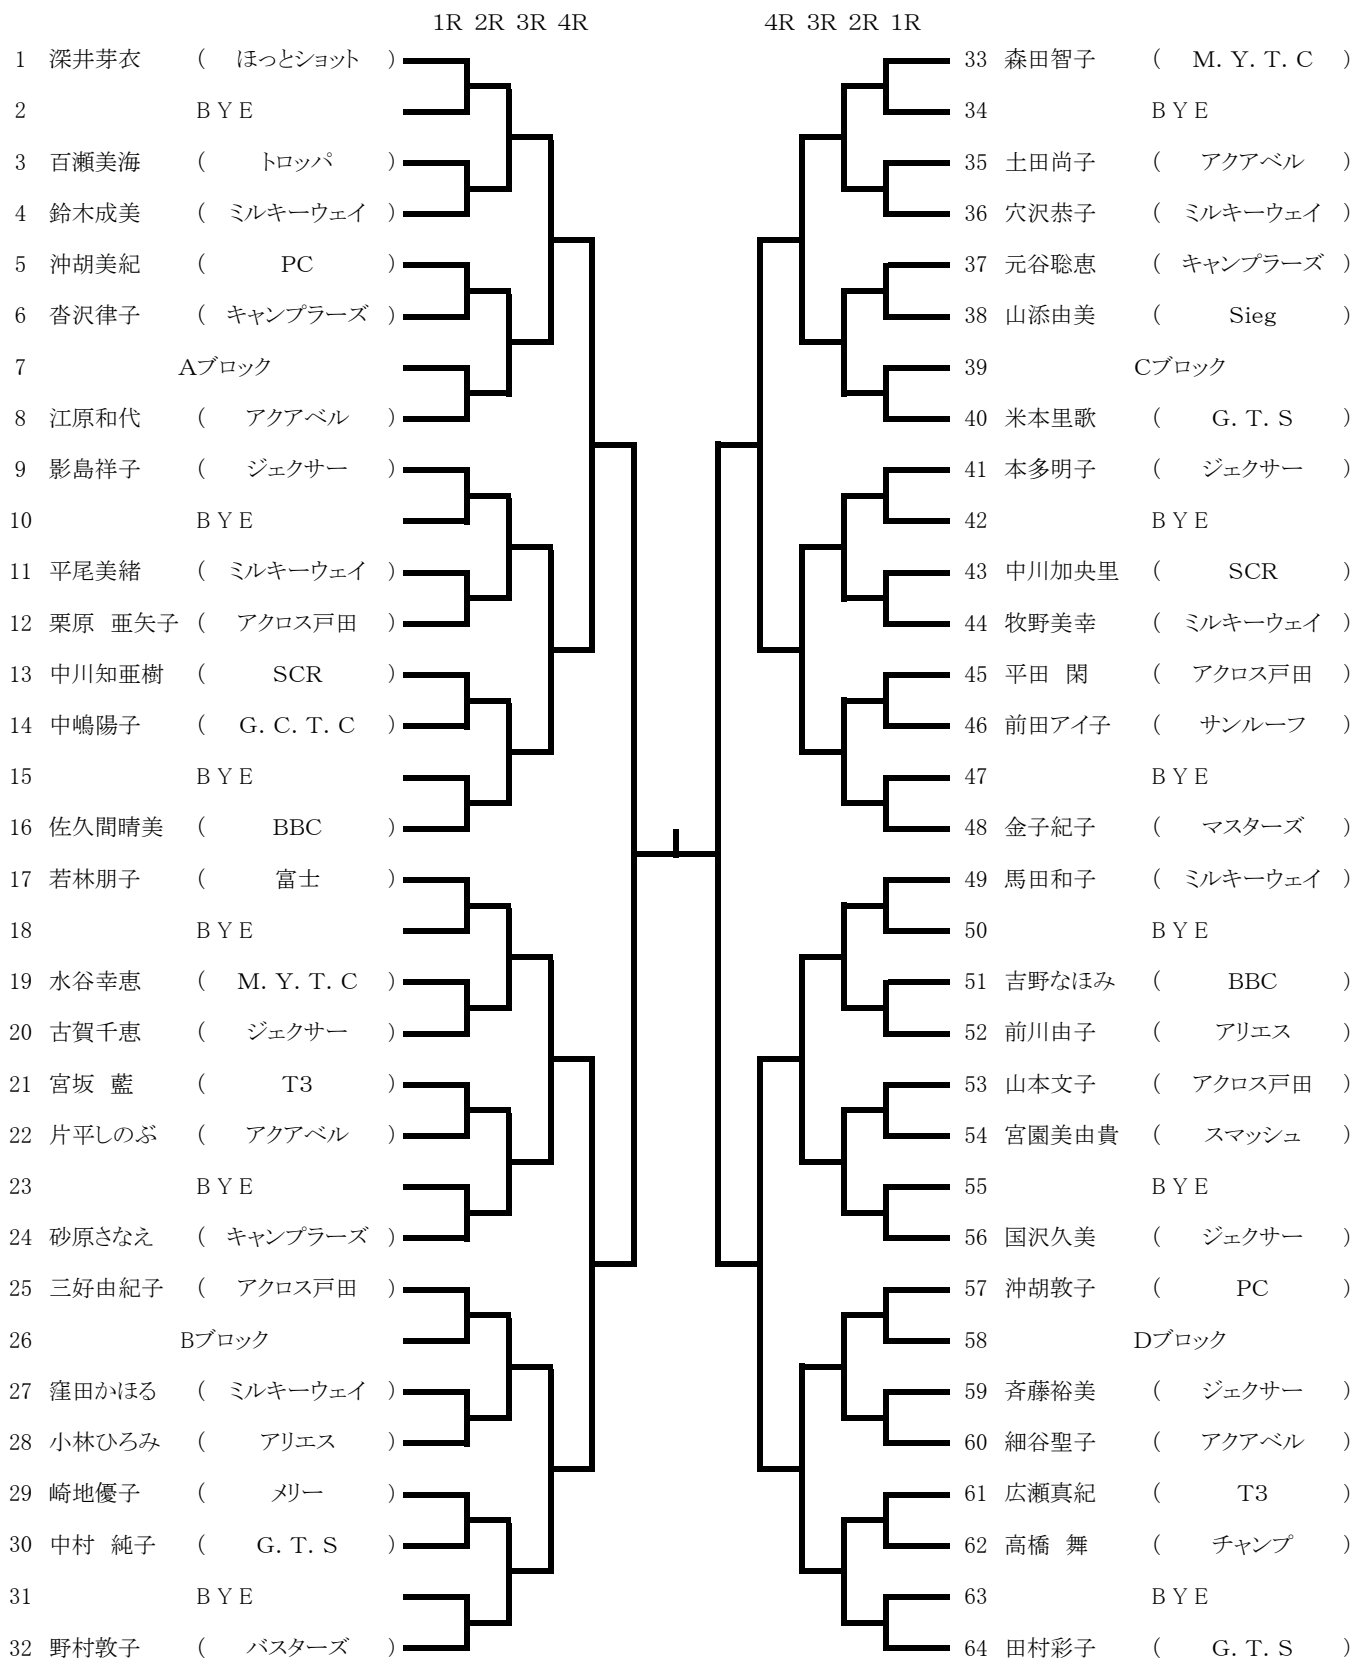 1R 2R 3R 4R
1 深井芽衣 ( ほっとショット )
2 BYE
3 百瀬美海 ( トロッパ )
4 鈴木成美 ( ミルキーウェイ )
5 沖胡美紀 ( PC )
6 沓沢律子 ( キャンプラーズ )
7 Aブロック
8 江原和代 ( アクアベル )
9 影島祥子 ( ジェクサー )
10 BYE
11 平尾美緒 ( ミルキーウェイ )
12 栗原 亜矢子 ( アクロス戸田 )
13 中川知亜樹 ( SCR )
14 中嶋陽子 ( G.C.T.C )
15 BYE
16 佐久間晴美 ( BBC )
17 若林朋子 ( 富士 )
18 BYE
19 水谷幸恵 ( M.Y.T.C )
20 古賀千恵 ( ジェクサー )
21 宮坂 藍 ( T3 )
22 片平しのぶ ( アクアベル )
23 BYE
24 砂原さなえ ( キャンプラーズ )
25 三好由紀子 ( アクロス戸田 )
26 Bブロック
27 窪田かほる ( ミルキーウェイ )
28 小林ひろみ ( アリエス )
29 崎地優子 ( メリー )
30 中村 純子 ( G.T.S )
31 BYE
32 野村敦子 ( バスターズ )
4R 3R 2R 1R
33 森田智子 ( M.Y.T.C )
34 BYE
35 土田尚子 ( アクアベル )
36 穴沢恭子 ( ミルキーウェイ )
37 元谷聡恵 ( キャンプラーズ )
38 山添由美 ( Sieg )
39 Cブロック
40 米本里歌 ( G.T.S )
41 本多明子 ( ジェクサー )
42 BYE
43 中川加央里 ( SCR )
44 牧野美幸 ( ミルキーウェイ )
45 平田 閑 ( アクロス戸田 )
46 前田アイ子 ( サンルーフ )
47 BYE
48 金子紀子 ( マスターズ )
49 馬田和子 ( ミルキーウェイ )
50 BYE
51 吉野なほみ ( BBC )
52 前川由子 ( アリエス )
53 山本文子 ( アクロス戸田 )
54 宮園美由貴 ( スマッシュ )
55 BYE
56 国沢久美 ( ジェクサー )
57 沖胡敦子 ( PC )
58 Dブロック
59 斉藤裕美 ( ジェクサー )
60 細谷聖子 ( アクアベル )
61 広瀬真紀 ( T3 )
62 高橋 舞 ( チャンプ )
63 BYE
64 田村彩子 ( G.T.S )